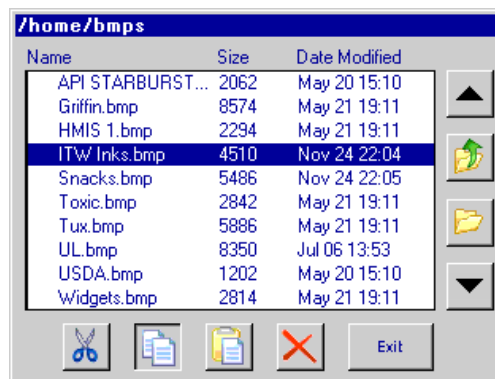 /home/bmps
Name Size Date Modified
API STARBURST... 2062 May 20 15:10
Griffin.bmp 8574 May 21 19:11
HMIS 1.bmp 2294 May 21 19:11
ITW Inks.bmp 4510 Nov 24 22:04
Snacks.bmp 5486 Nov 24 22:05
Toxic.bmp 2842 May 21 19:11
Tux.bmp 5886 May 21 19:11
UL.bmp 8350 Jul 06 13:53
USDA.bmp 1202 May 20 15:10
Widgets.bmp 2814 May 21 19:11
Exit